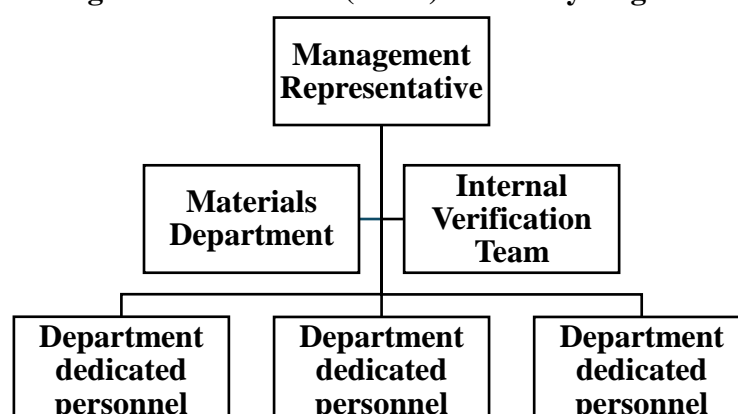 Management
Representative
Materials
Department
Internal
Verification
Team
Department
dedicated
personnel
Department
dedicated
personnel
Department
dedicated
personnel